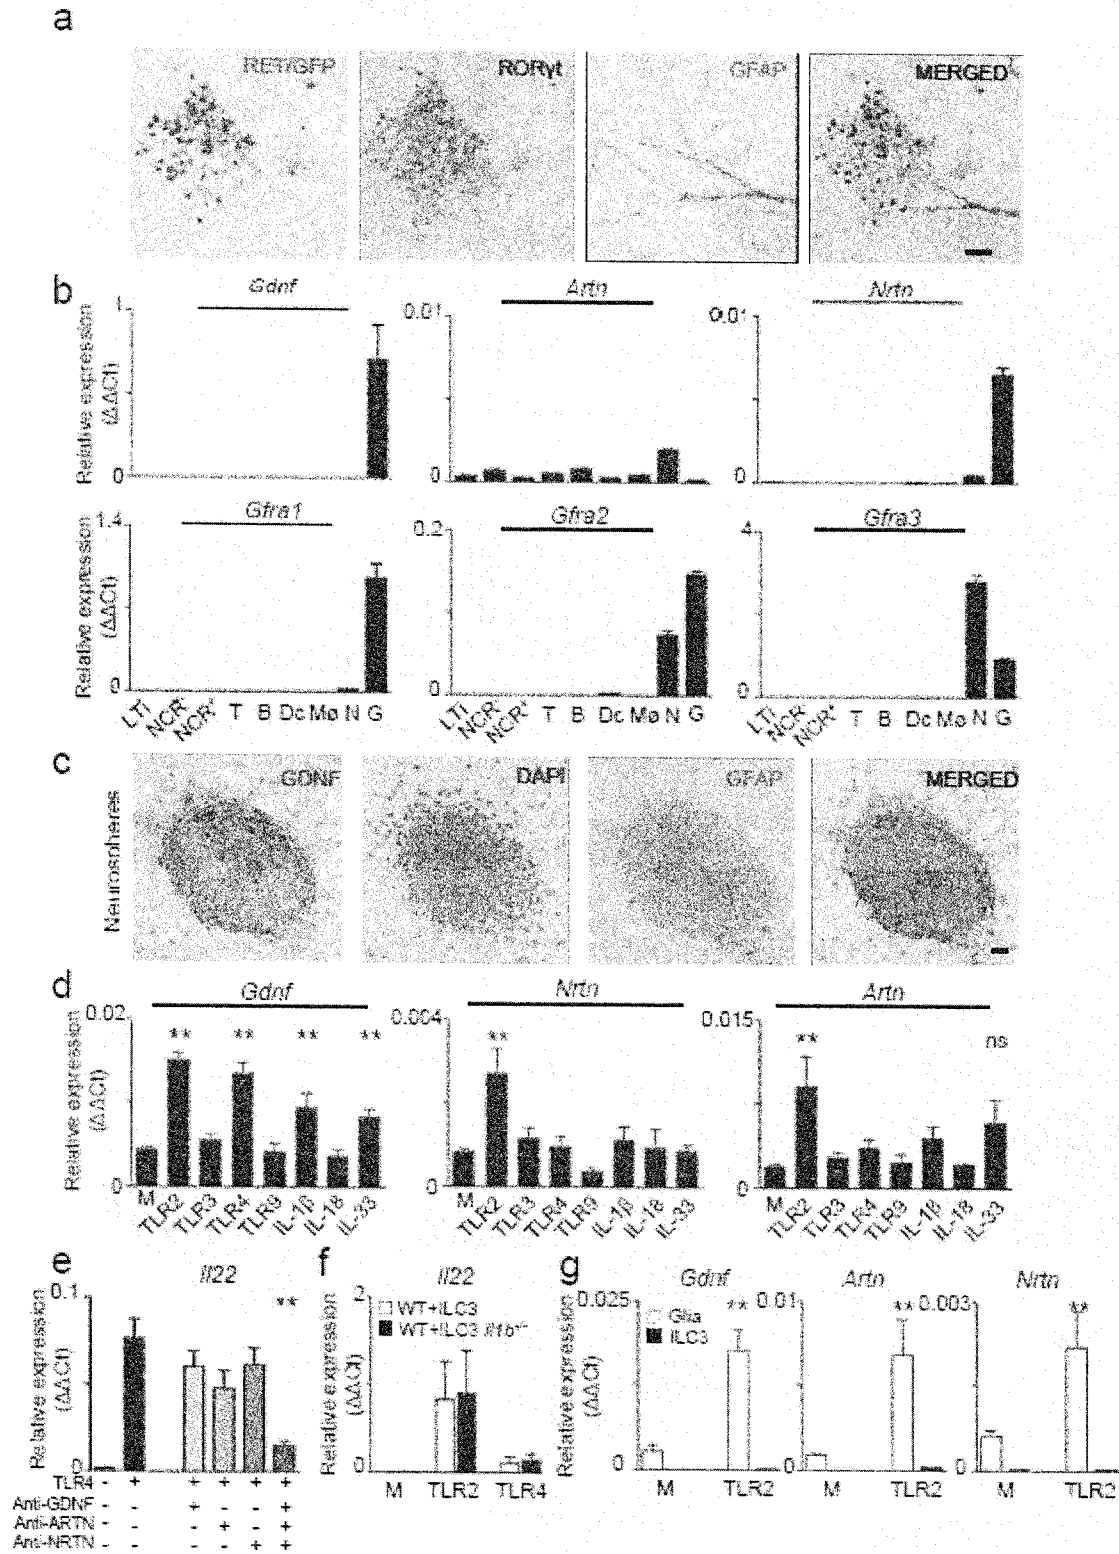 a
RET/GFP RORγt GFAP MERGED
b
Gdnf Artn Nrtn
Relative expression (ΔΔCt)
1 0
0.01 0
0.01 0
Gfra1 Gfra2 Gfra3
Relative expression (ΔΔCt)
1.4 0
0.2 0
4 0
LTi NCR- NCR+ T B Dc Mø N G
LTi NCR- NCR+ T B Dc Mø N G
LTi NCR- NCR+ T B Dc Mø N G
c
Neurospheres
GDNF DAPI GFAP MERGED
d
Gdnf Nrtn Artn
Relative expression (ΔΔCt)
0.02 0
** ** ** **
0.004 0
**
0.015 0
** ns
M TLR2 TLR3 TLR4 TLR9 IL-1β IL-18 IL-33
M TLR2 TLR3 TLR4 TLR9 IL-1β IL-18 IL-33
M TLR2 TLR3 TLR4 TLR9 IL-1β IL-18 IL-33
e
Il22
Relative expression (ΔΔCt)
0.1 0
**
TLR4 - + + + + +
Anti-GDNF - - + - - +
Anti-ARTN - - - + - +
Anti-NRTN - - - - + +
f
Il22
Relative expression (ΔΔCt)
2 0
WT+ILC3
WT+ILC3 Il1b-/-
M TLR2 TLR4
g
Gdnf Artn Nrtn
Relative expression (ΔΔCt)
0.025 0
Glia
ILC3
**
0.01 0
**
0.003 0
**
M TLR2 M TLR2 M TLR2